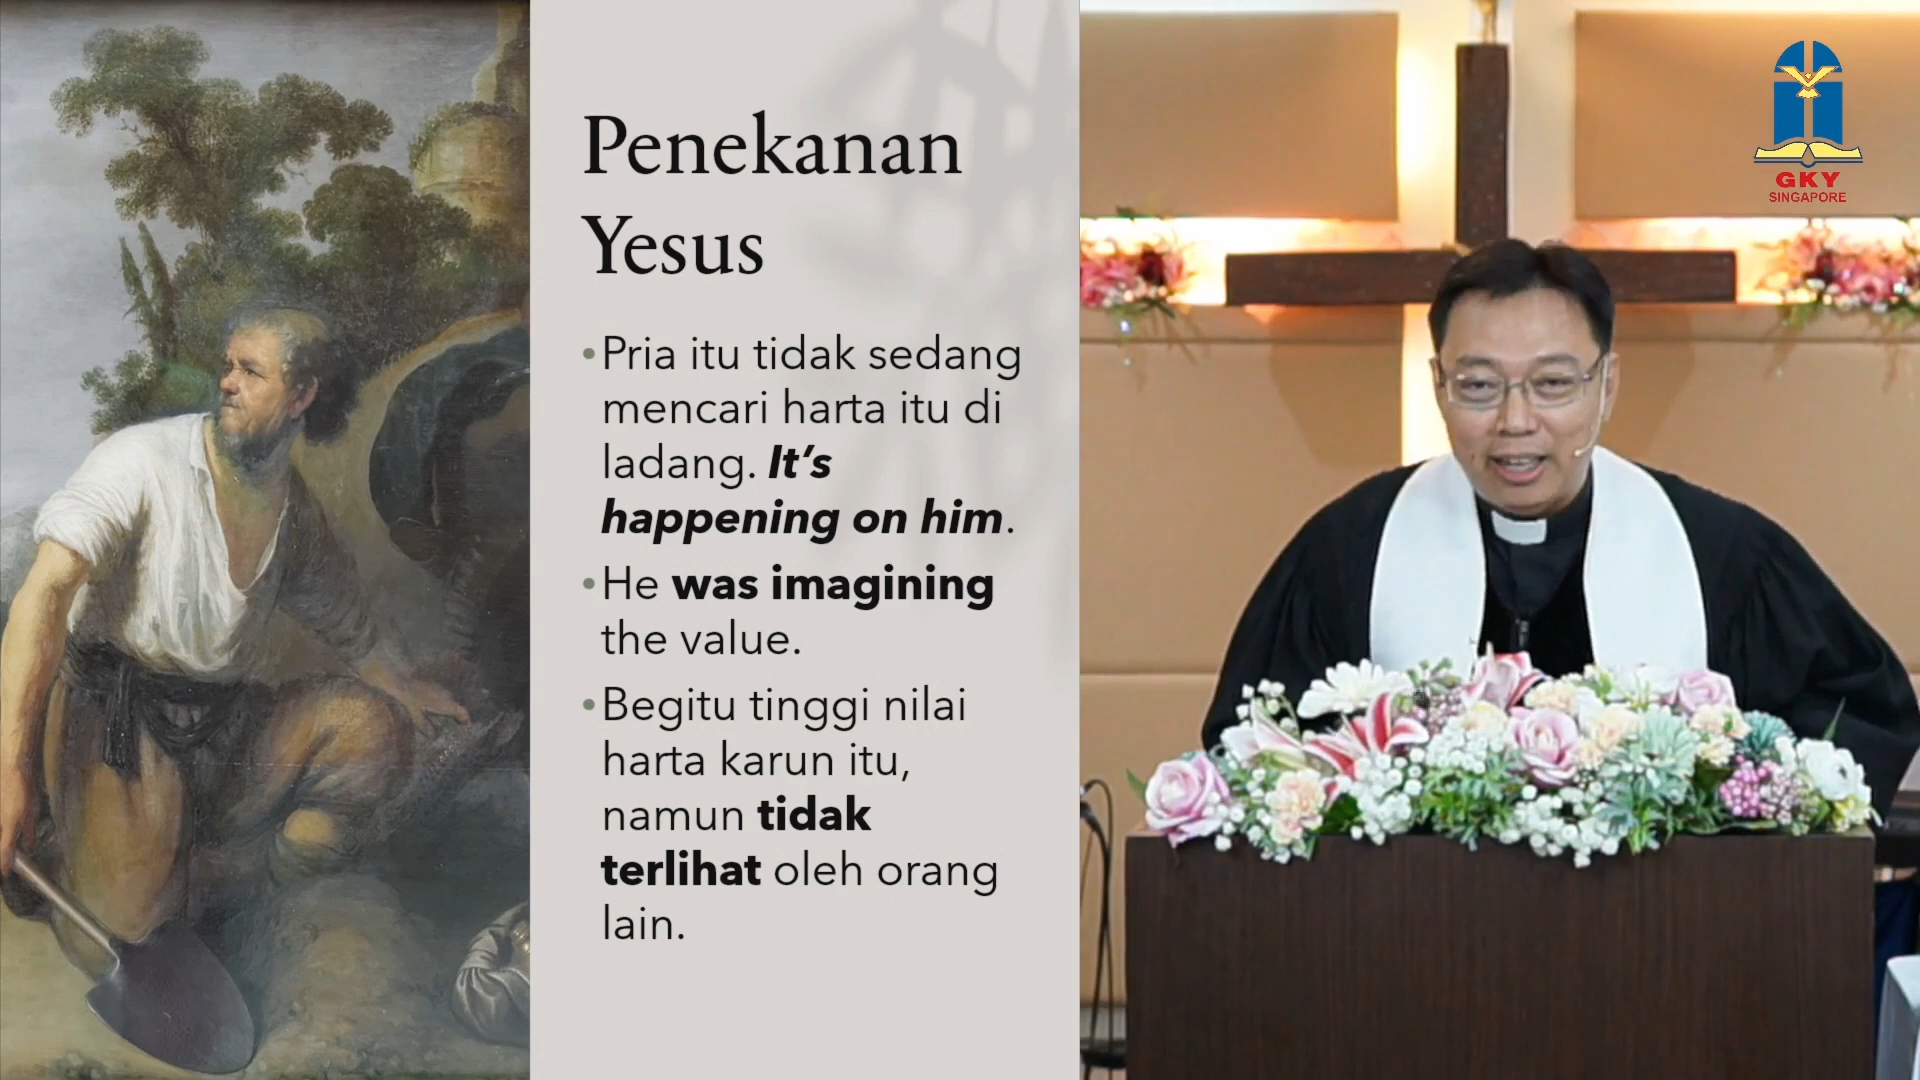 Penekanan
Yesus
•Pria itu tidak sedang
mencari harta itu di
ladang. It’s
happening on him.
•He was imagining
the value.
•Begitu tinggi nilai
harta karun itu,
namun tidak
terlihat oleh orang
lain.
GKY
SINGAPORE